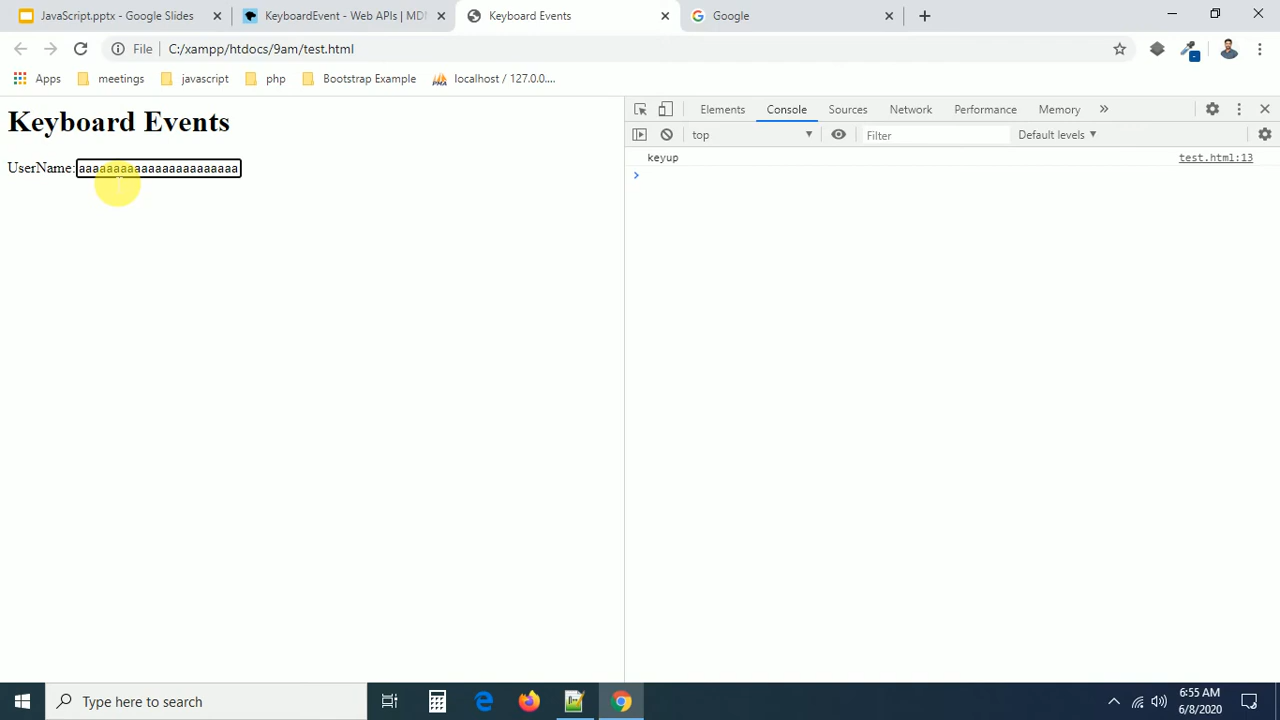 JavaScript.pptx - Google Slides
KeyboardEvent - Web APIs | MD
Keyboard Events
Google
File
C:/xampp/htdocs/9am/test.html
Apps
meetings
javascript
php
Bootstrap Example
localhost / 127.0.0....
Keyboard Events
UserName: aaaaaaaaaaaaaaaaaaaaaaa
Elements
Console
Sources
Network
Performance
Memory
top
Filter
Default levels
keyup
test.html:13
Type here to search
6:55 AM
6/8/2020